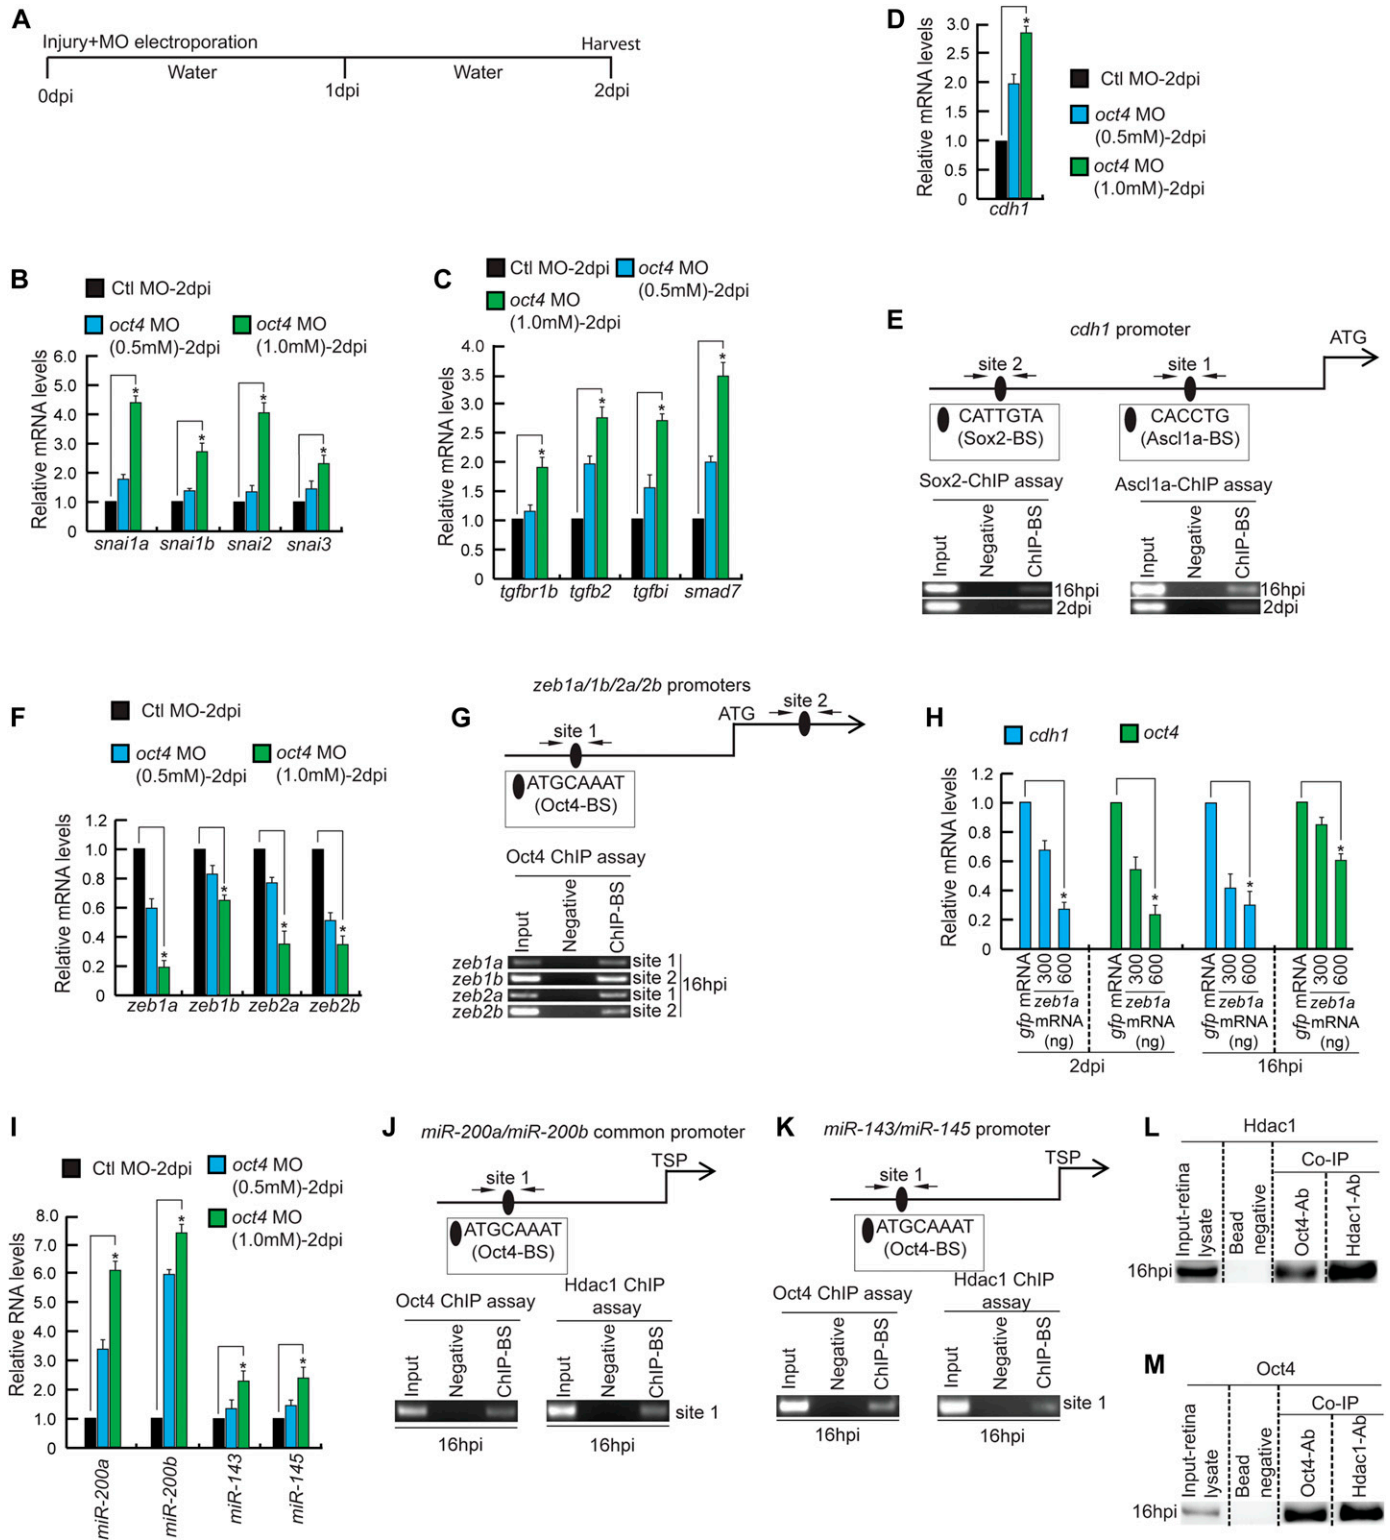 A
Injury+MO electroporation
Harvest
Water
Water
0dpi
1dpi
2dpi
D
Relative mRNA levels
3.0
2.5
2.0
1.5
1.0
0.5
0
*
cdh1
Ctl MO-2dpi
oct4 MO
(0.5mM)-2dpi
oct4 MO
(1.0mM)-2dpi
B
Ctl MO-2dpi
oct4 MO
(0.5mM)-2dpi
oct4 MO
(1.0mM)-2dpi
Relative mRNA levels
6.0
5.0
4.0
3.0
2.0
1.0
0
* * * *
snai1a snai1b snai2 snai3
C
Ctl MO-2dpi
oct4 MO
(0.5mM)-2dpi
oct4 MO
(1.0mM)-2dpi
Relative mRNA levels
4.0
3.5
3.0
2.5
2.0
1.5
1.0
0.5
0
* * * *
tgfbr1b tgfb2 tgfbi smad7
E
cdh1 promoter
ATG
site 2
site 1
CATTGTA
(Sox2-BS)
CACCTG
(Ascl1a-BS)
Sox2-ChIP assay
Input
Negative
ChIP-BS
16hpi
2dpi
Ascl1a-ChIP assay
Input
Negative
ChIP-BS
16hpi
2dpi
F
Ctl MO-2dpi
oct4 MO
(0.5mM)-2dpi
oct4 MO
(1.0mM)-2dpi
Relative mRNA levels
1.2
1.0
0.8
0.6
0.4
0.2
0
* * * *
zeb1a zeb1b zeb2a zeb2b
G
zeb1a/1b/2a/2b promoters
ATG
site 2
site 1
ATGCAAAT
(Oct4-BS)
Oct4 ChIP assay
Input
Negative
ChIP-BS
zeb1a site 1
zeb1b site 2
zeb2a site 1
zeb2b site 2
16hpi
H
cdh1
oct4
Relative mRNA levels
1.2
1.0
0.8
0.6
0.4
0.2
0
* * * *
gfp mRNA
300
600
zeb1a
mRNA
(ng)
gfp mRNA
300
600
zeb1a
mRNA
(ng)
gfp mRNA
300
600
zeb1a
mRNA
(ng)
gfp mRNA
300
600
zeb1a
mRNA
(ng)
2dpi
16hpi
I
Ctl MO-2dpi
oct4 MO
(0.5mM)-2dpi
oct4 MO
(1.0mM)-2dpi
Relative RNA levels
8.0
7.0
6.0
5.0
4.0
3.0
2.0
1.0
0
* * * *
miR-200a
miR-200b
miR-143
miR-145
J
miR-200a/miR-200b common promoter
TSP
site 1
ATGCAAAT
(Oct4-BS)
Oct4 ChIP assay
Input
Negative
ChIP-BS
16hpi
Hdac1 ChIP
assay
Input
Negative
ChIP-BS
site 1
16hpi
K
miR-143/miR-145 promoter
TSP
site 1
ATGCAAAT
(Oct4-BS)
Oct4 ChIP assay
Input
Negative
ChIP-BS
16hpi
Hdac1 ChIP
assay
Input
Negative
ChIP-BS
site 1
16hpi
L
Hdac1
Co-IP
Input-retina
lysate
Bead
negative
Oct4-Ab
Hdac1-Ab
16hpi
M
Oct4
Co-IP
Input-retina
lysate
Bead
negative
Oct4-Ab
Hdac1-Ab
16hpi